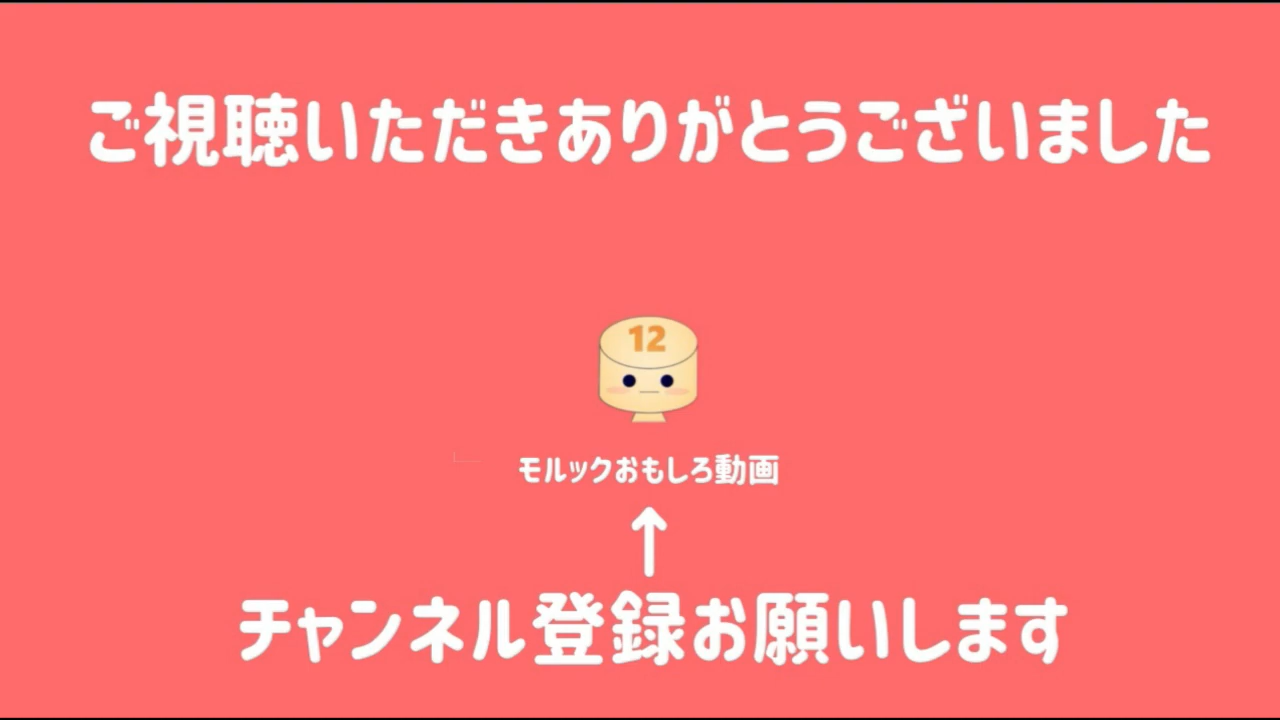 ご視聴いただきありがとうございました
12
モルックおもしろ動画
↑
チャンネル登録お願いします